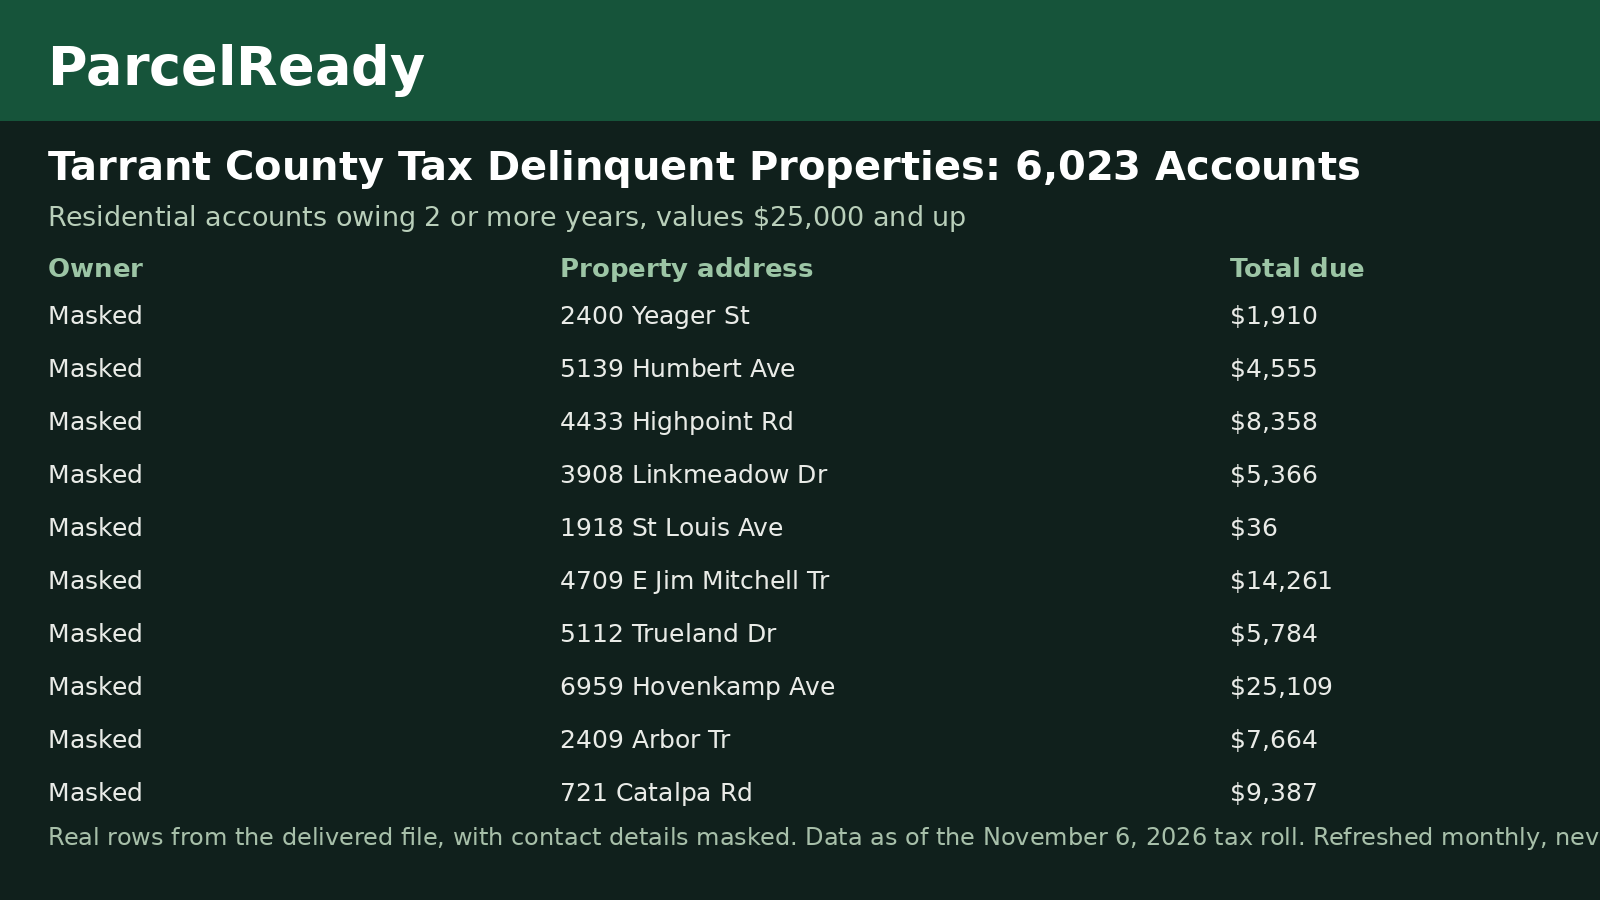 ParcelReady
Tarrant County Tax Delinquent Properties: 6,023 Accounts
Residential accounts owing 2 or more years, values $25,000 and up
Owner Property address Total due
Masked 2400 Yeager St $1,910
Masked 5139 Humbert Ave $4,555
Masked 4433 Highpoint Rd $8,358
Masked 3908 Linkmeadow Dr $5,366
Masked 1918 St Louis Ave $36
Masked 4709 E Jim Mitchell Tr $14,261
Masked 5112 Trueland Dr $5,784
Masked 6959 Hovenkamp Ave $25,109
Masked 2409 Arbor Tr $7,664
Masked 721 Catalpa Rd $9,387
Real rows from the delivered file, with contact details masked. Data as of the November 6, 2026 tax roll. Refreshed monthly, nev